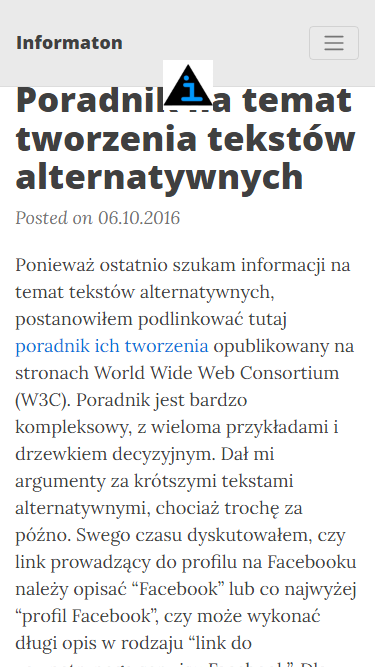 Informaton
i
Poradnik na temat
tworzenia tekstów
alternatywnych
Posted on 06.10.2016
Ponieważ ostatnio szukam informacji na
temat tekstów alternatywnych,
postanowiłem podlinkować tutaj
poradnik ich tworzenia opublikowany na
stronach World Wide Web Consortium
(W3C). Poradnik jest bardzo
kompleksowy, z wieloma przykładami i
drzewkiem decyzyjnym. Dał mi
argumenty za krótszymi tekstami
alternatywnymi, chociaż trochę za
późno. Swego czasu dyskutowałem, czy
link prowadzący do profilu na Facebooku
należy opisać “Facebook” lub co najwyżej
“profil Facebook”, czy może wykonać
długi opis w rodzaju “link do